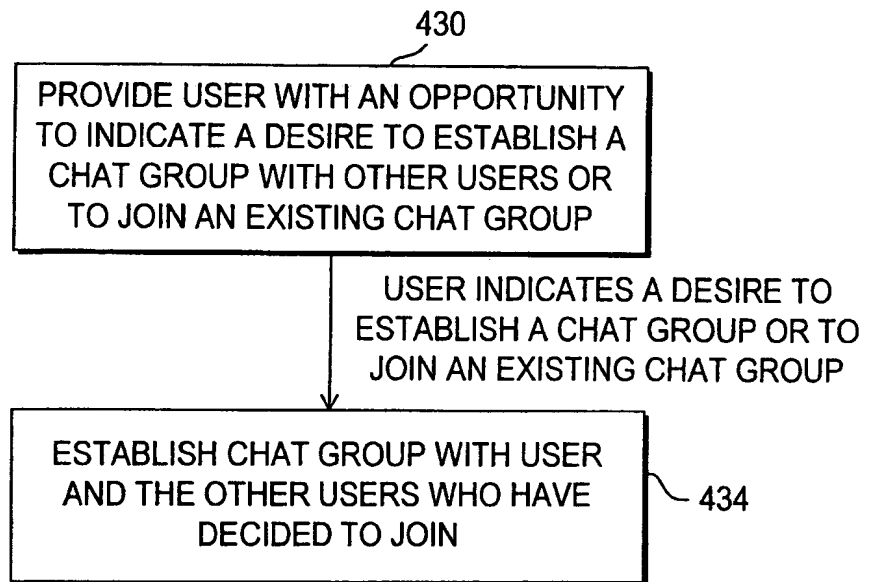 430
PROVIDE USER WITH AN OPPORTUNITY
TO INDICATE A DESIRE TO ESTABLISH A
CHAT GROUP WITH OTHER USERS OR
TO JOIN AN EXISTING CHAT GROUP
USER INDICATES A DESIRE TO
ESTABLISH A CHAT GROUP OR TO
JOIN AN EXISTING CHAT GROUP
ESTABLISH CHAT GROUP WITH USER
AND THE OTHER USERS WHO HAVE
DECIDED TO JOIN
434